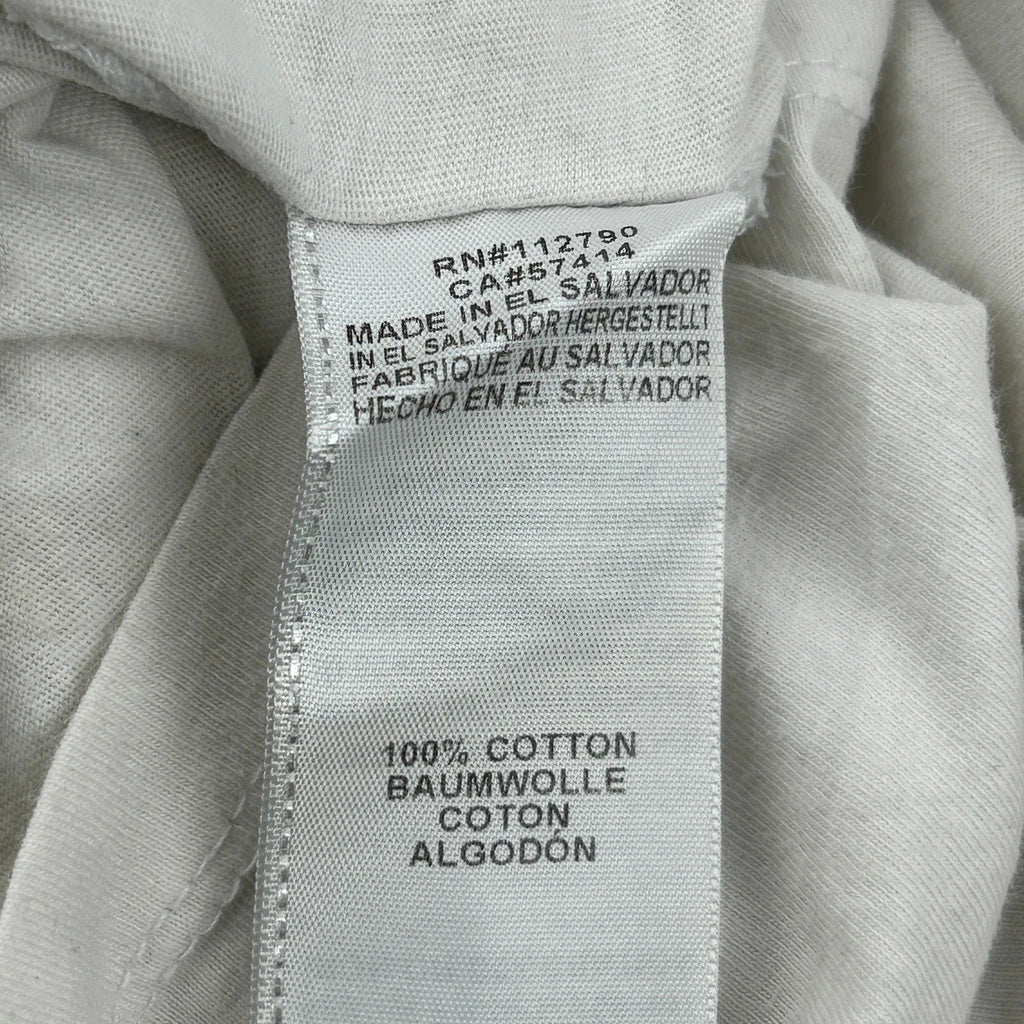 RN#112790
CA#57414
MADE IN EL SALVADOR
IN EL SALVADOR HERGESTELLT
FABRIQUÉ AU SALVADOR
HECHO EN EL SALVADOR
100% COTTON
BAUMWOLLE
COTON
ALGODÓN